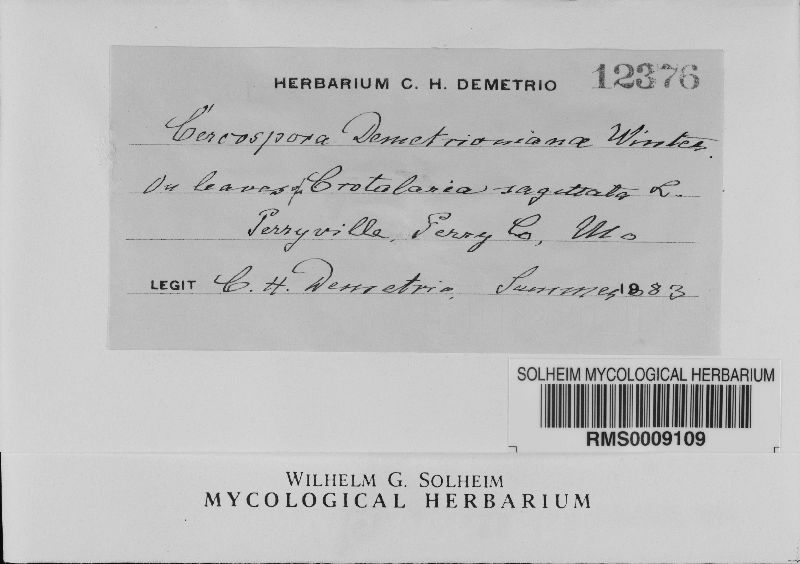 HERBARIUM C. H. DEMETRIO 12376
Cercospora Demetrioniana Winter.
On leaves of Crotalaria sagittata L.
Perryville, Perry Co, Mo
LEGIT C. H. Demetrio, Summer, 1883
SOLHEIM MYCOLOGICAL HERBARIUM
RMS0009109
WILHELM G. SOLHEIM
MYCOLOGICAL HERBARIUM